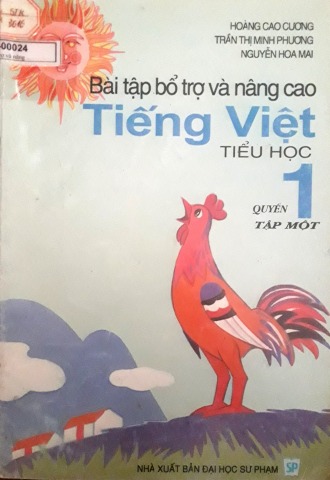 HOÀNG CAO CƯƠNG
TRẦN THỊ MINH PHƯƠNG
NGUYỄN HOA MAI
00024
Bài tập bổ trợ và nâng cao
Tiếng Việt
TIỂU HỌC
1
QUYỂN
TẬP MỘT
NHÀ XUẤT BẢN ĐẠI HỌC SƯ PHẠM
SP